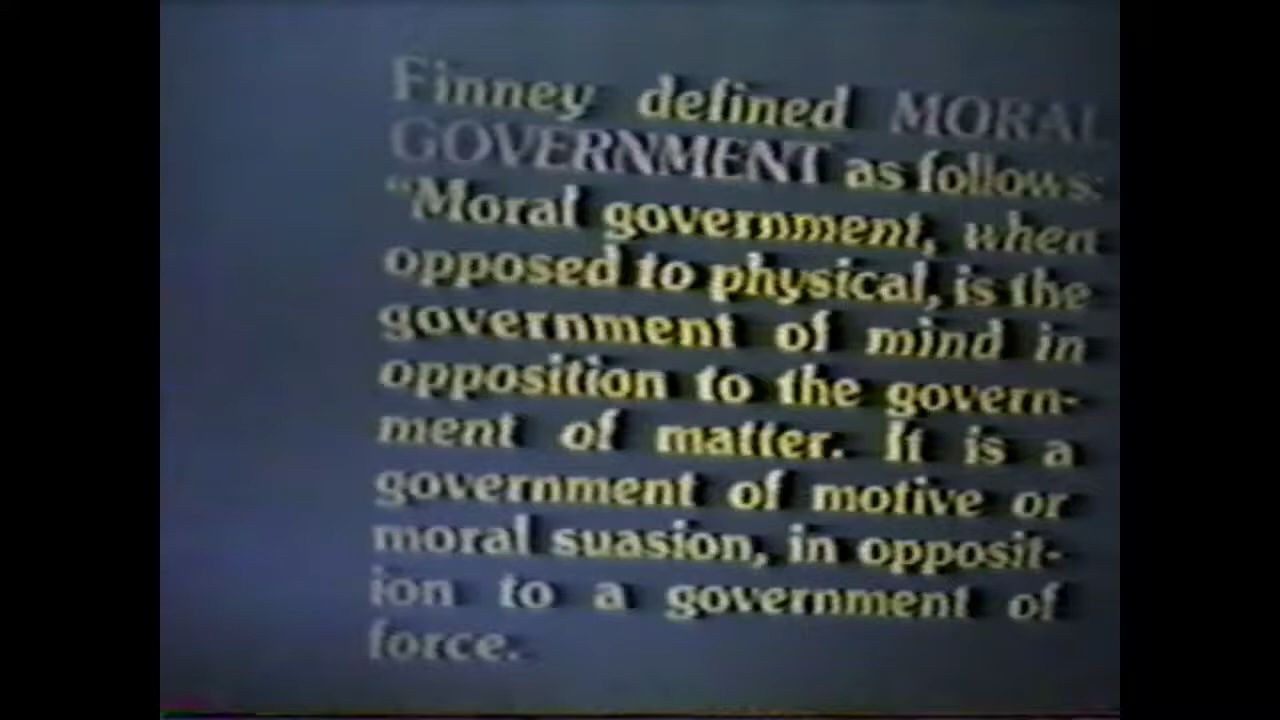 Finney defined MORAL
GOVERNMENT as follows:
“Moral government, when
opposed to physical, is the
government of mind in
opposition to the govern-
ment of matter. It is a
government of motive or
moral suasion, in opposit-
ion to a government of
force.